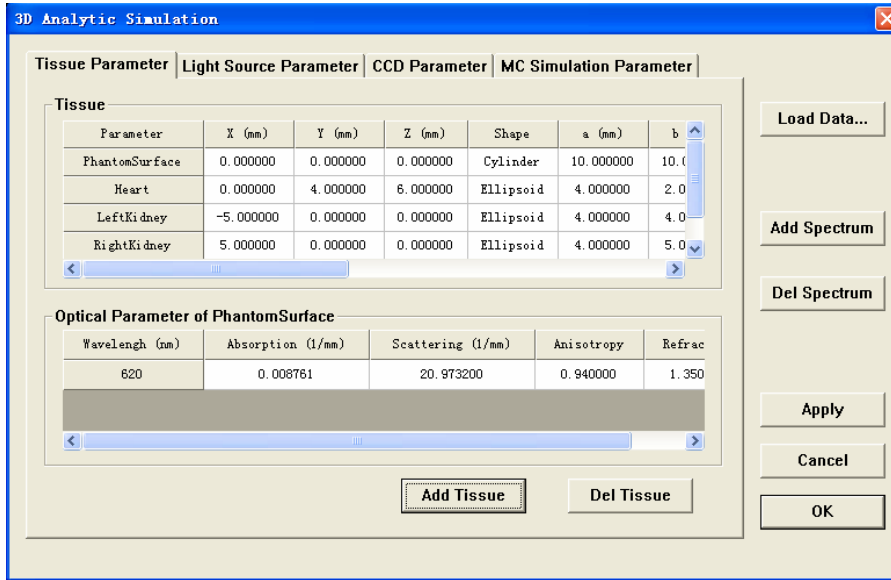 3D Analytic Simulation
Tissue Parameter Light Source Parameter CCD Parameter MC Simulation Parameter
Tissue
Parameter X (mm) Y (mm) Z (mm) Shape a (mm) b
PhantomSurface 0.000000 0.000000 0.000000 Cylinder 10.000000 10.0
Heart 0.000000 4.000000 6.000000 Ellipsoid 4.000000 2.0
LeftKidney -5.000000 0.000000 0.000000 Ellipsoid 4.000000 4.0
RightKidney 5.000000 0.000000 0.000000 Ellipsoid 4.000000 5.0
Optical Parameter of PhantomSurface
Wavelengh (nm) Absorption (1/mm) Scattering (1/mm) Anisotropy Refrac
620 0.008761 20.973200 0.940000 1.350
Add Tissue Del Tissue
Load Data...
Add Spectrum
Del Spectrum
Apply
Cancel
OK